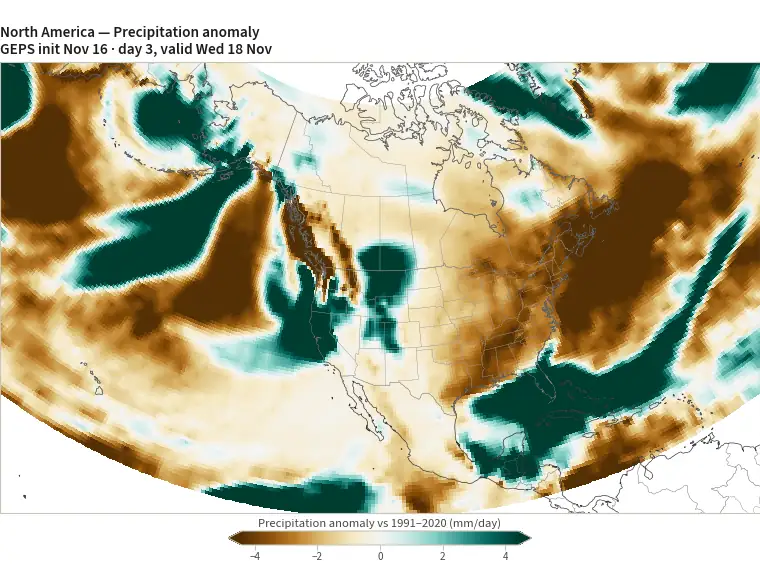 North America — Precipitation anomaly
GEPS init Nov 16 · day 3, valid Wed 18 Nov
Precipitation anomaly vs 1991–2020 (mm/day)
−4 −2 0 2 4